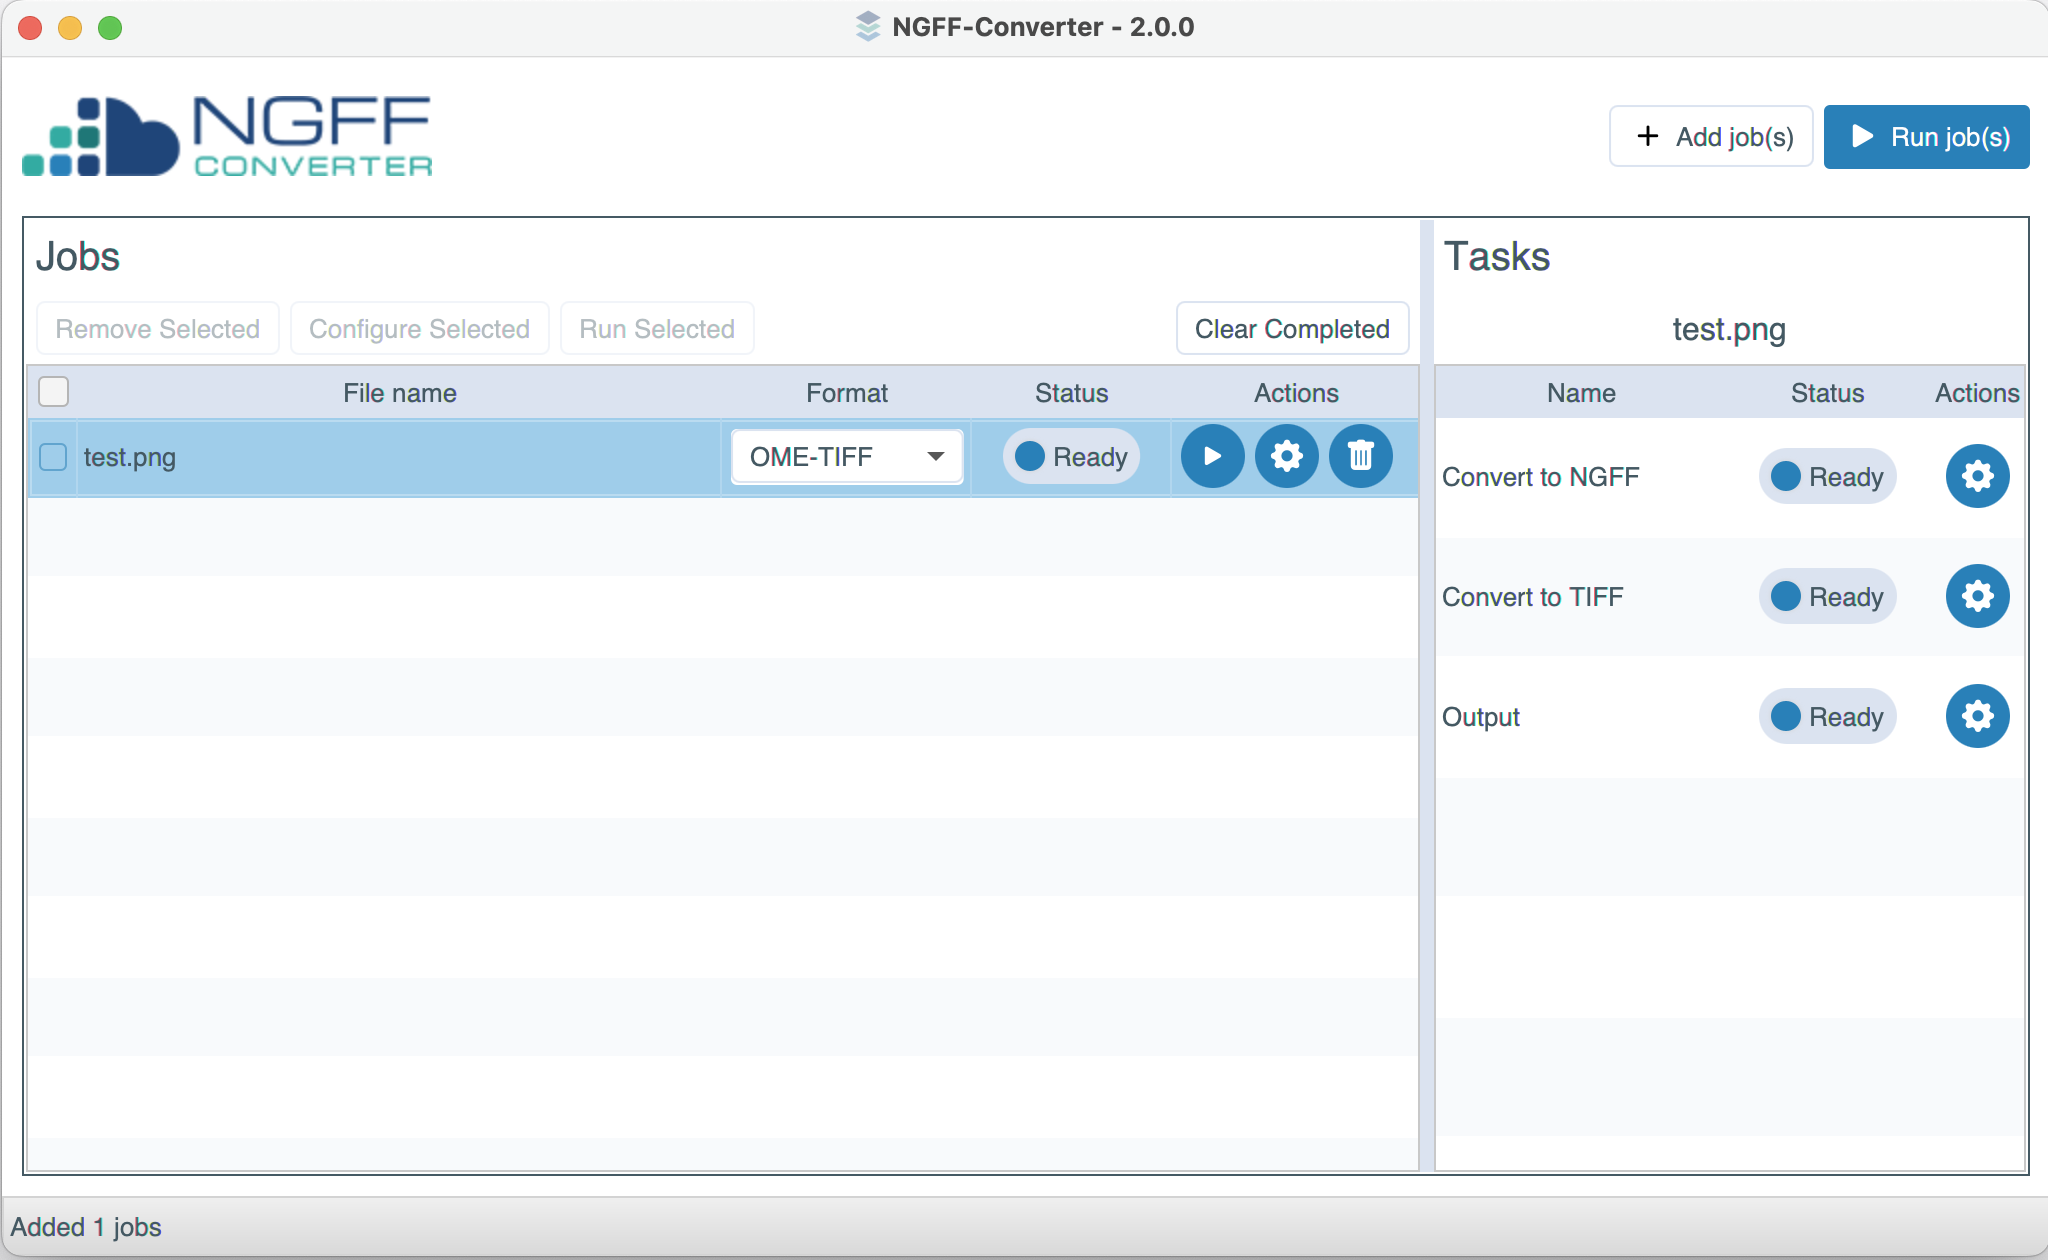 NGFF-Converter - 2.0.0
NGFF
CONVERTER
Add job(s)
Run job(s)
Jobs
Remove Selected
Configure Selected
Run Selected
Clear Completed
File name
Format
Status
Actions
test.png
OME-TIFF
Ready
Tasks
test.png
Name
Status
Actions
Convert to NGFF
Ready
Convert to TIFF
Ready
Output
Ready
Added 1 jobs